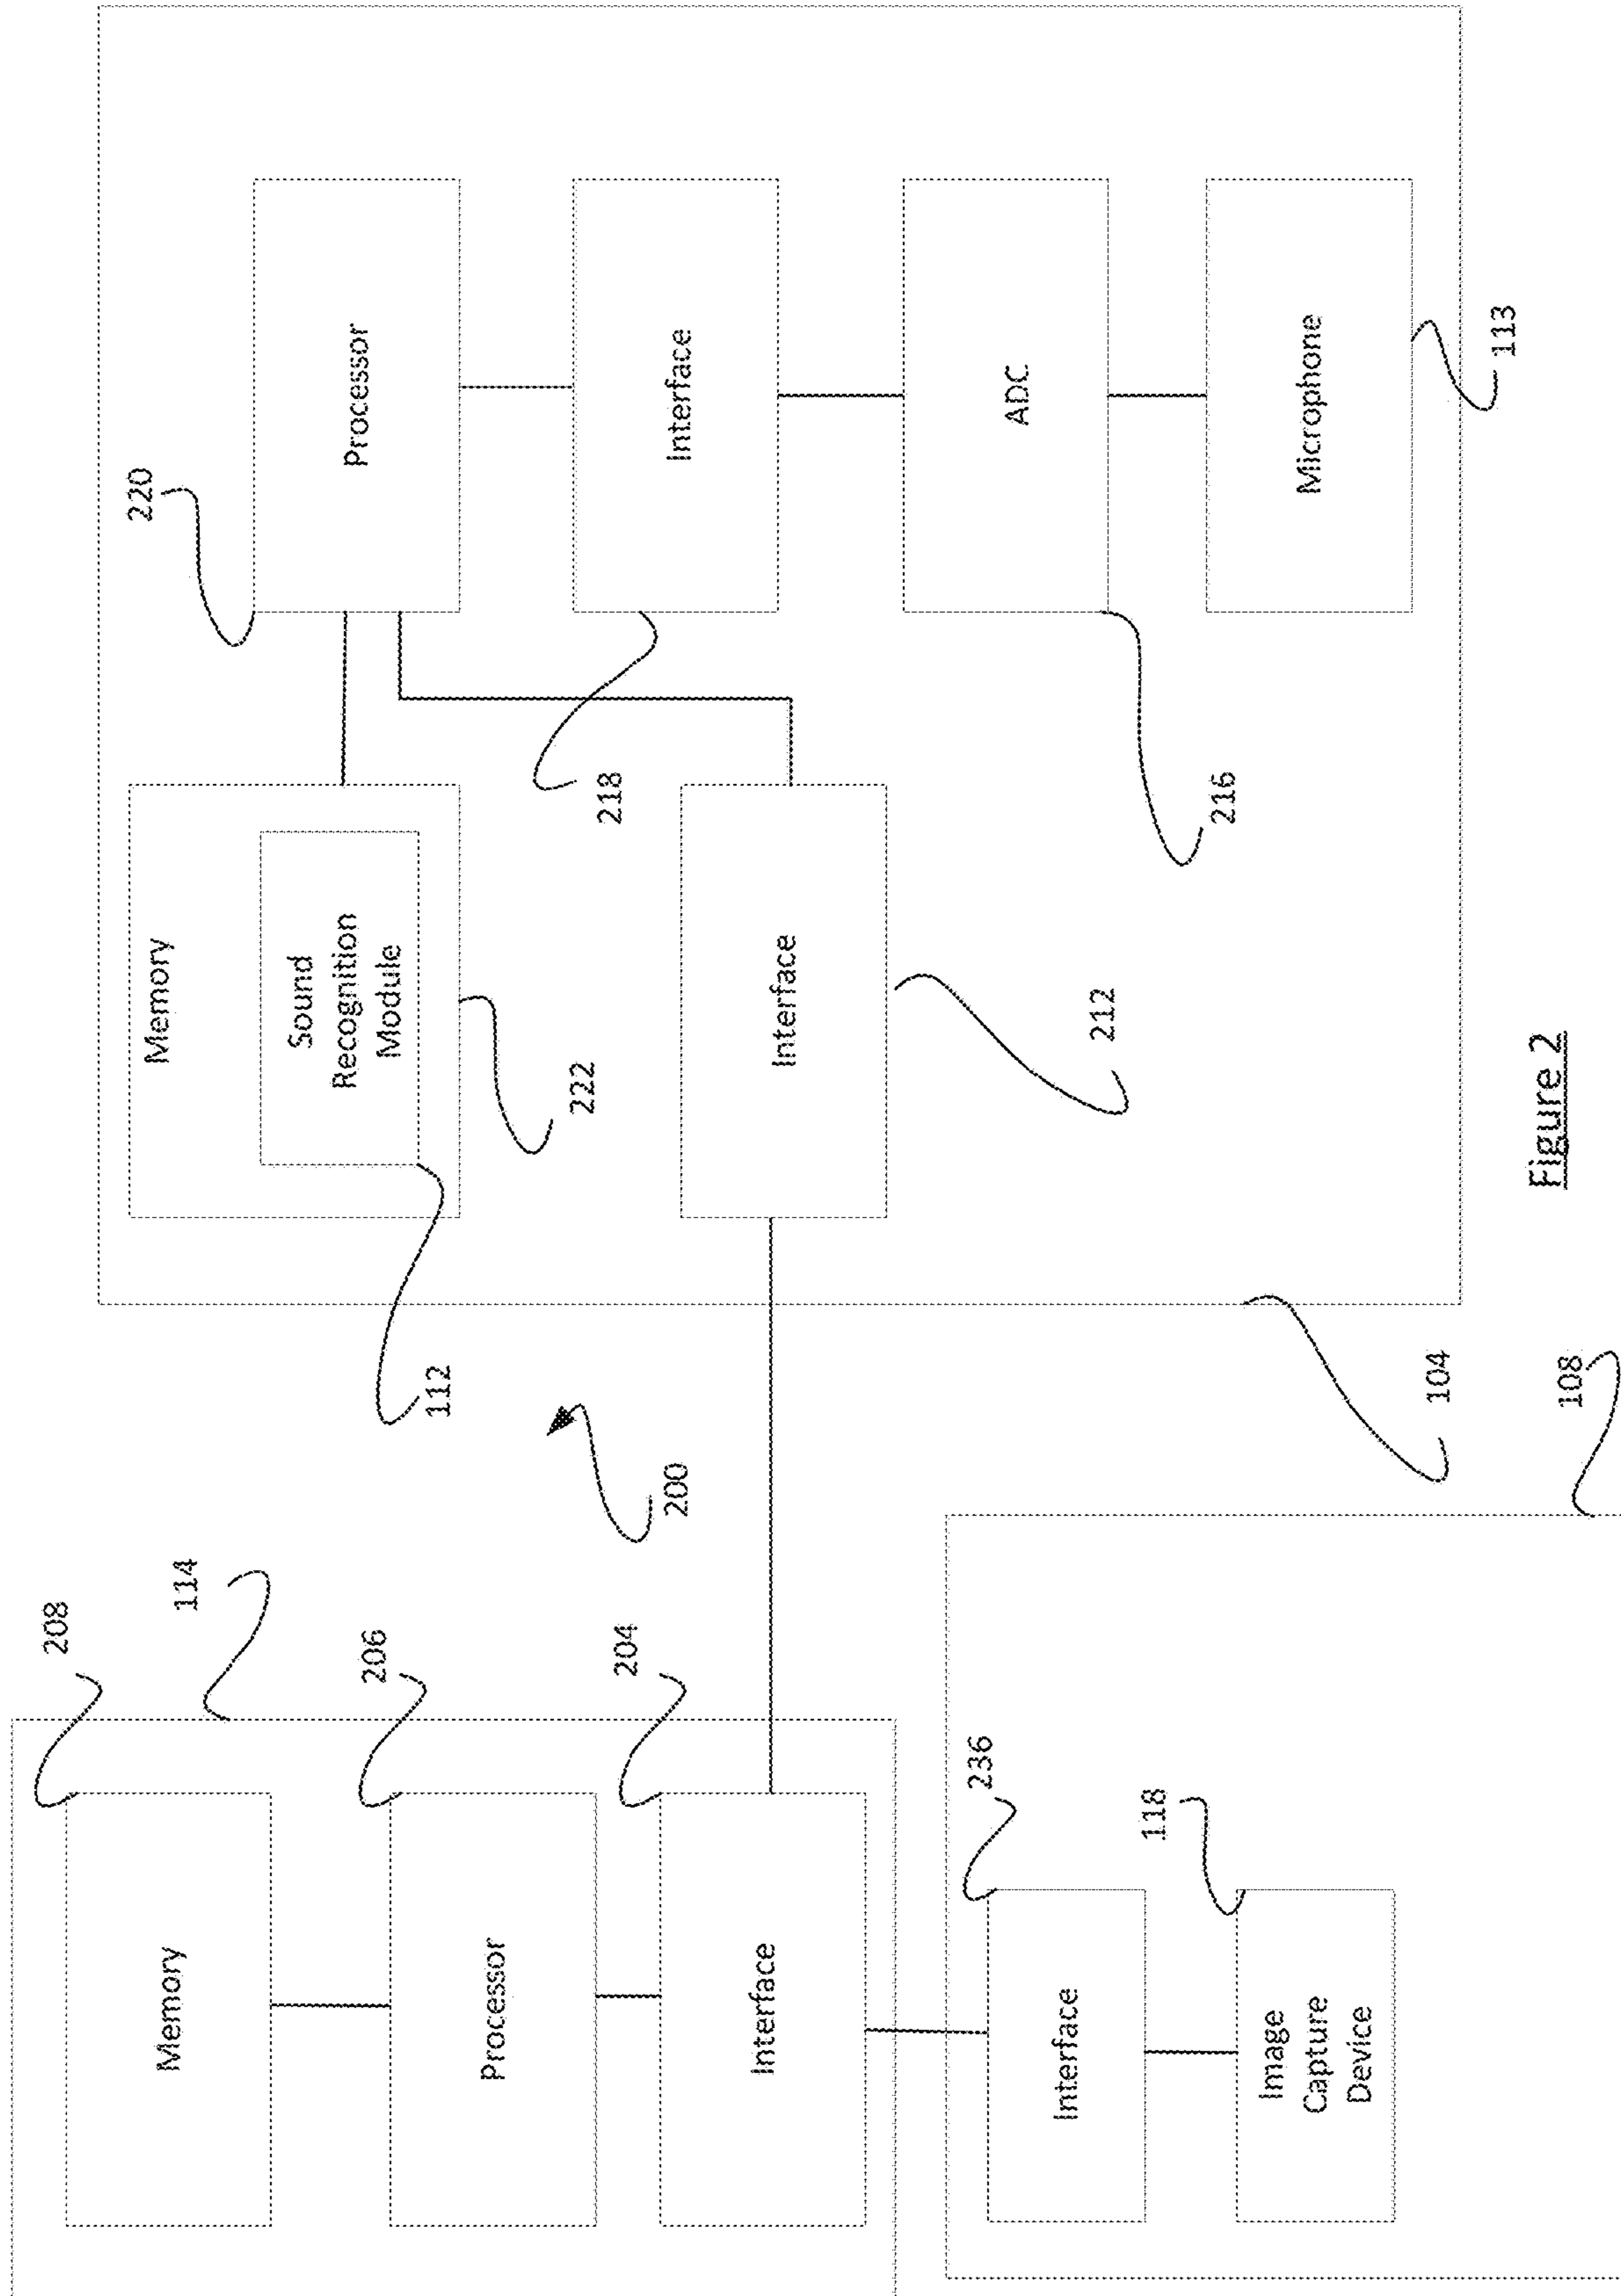 208
114
206
204
Memory
Processor
Interface
236
118
Interface
Image
Capture
Device
108
200
112
104
Memory
Sound
Recognition
Module
222
Interface
212
220
218
216
Processor
Interface
ADC
Microphone
113
Figure 2